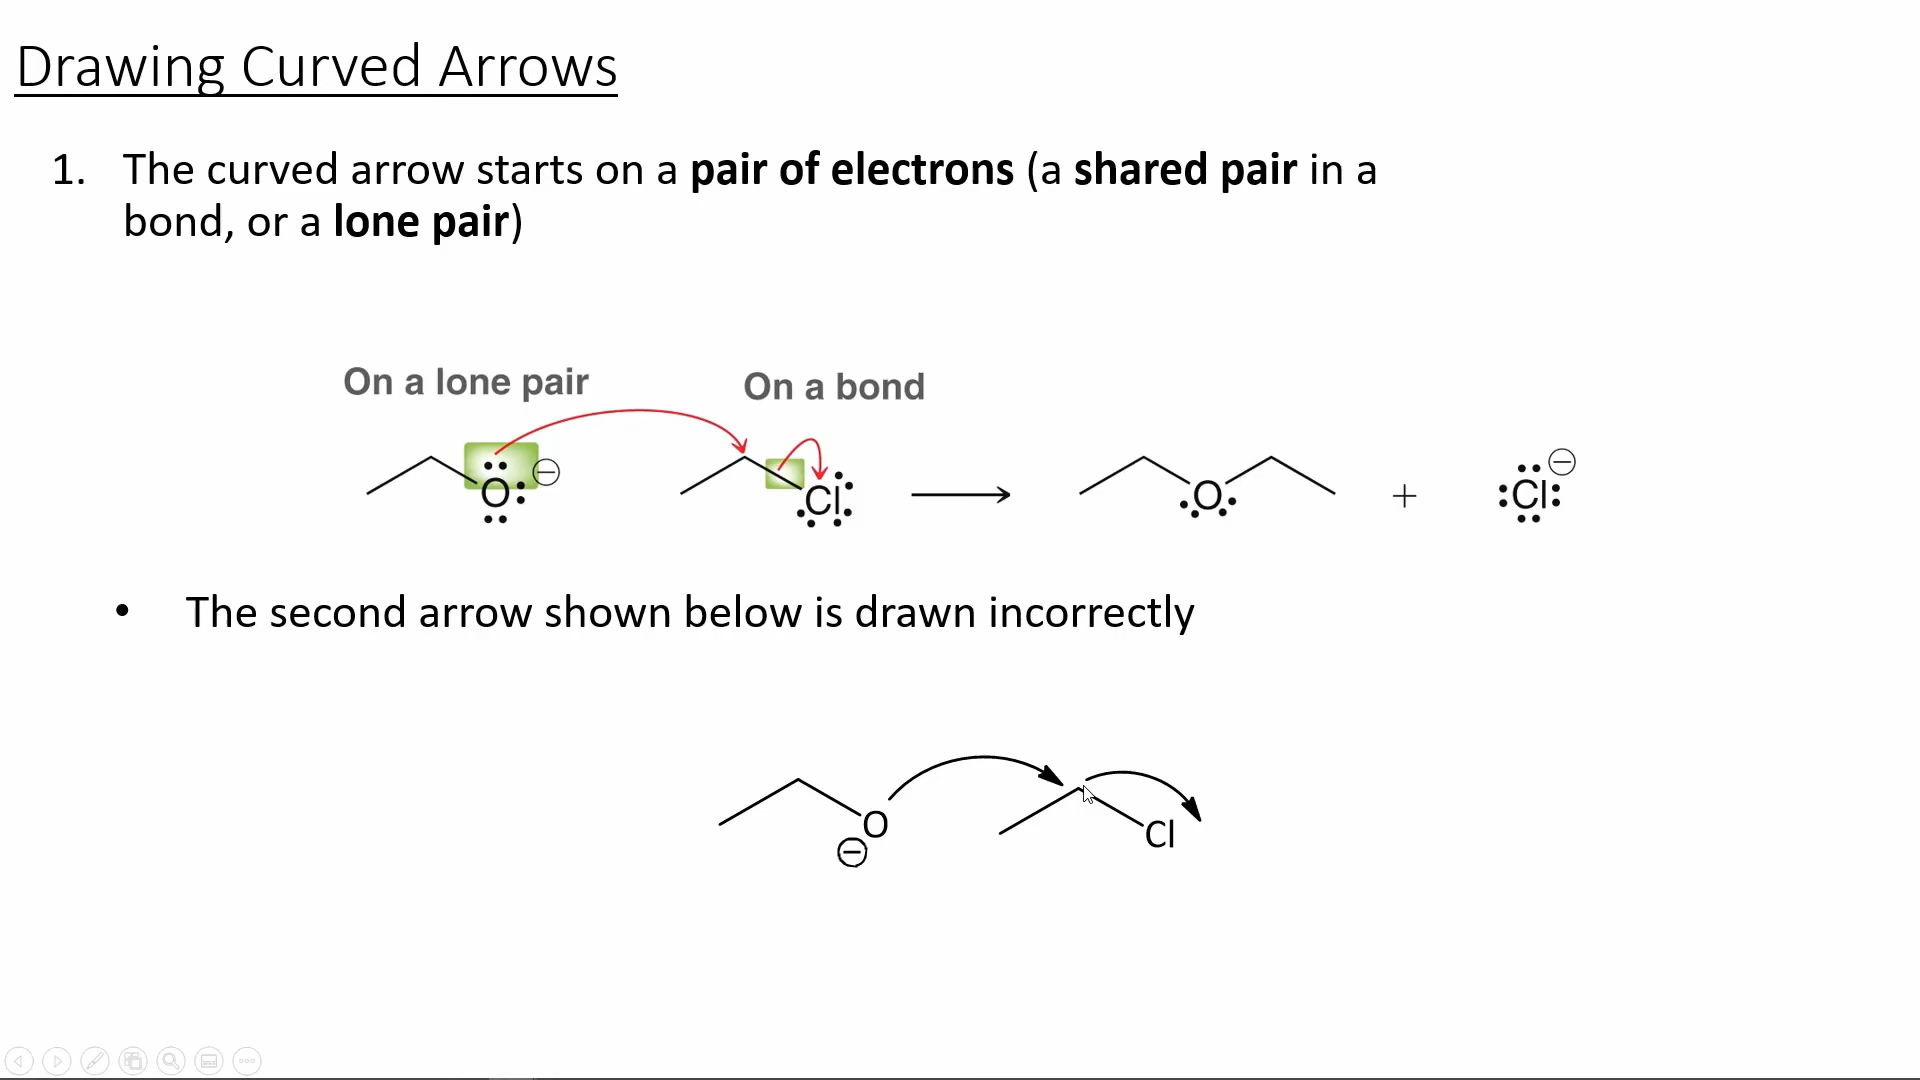 Drawing Curved Arrows
1. The curved arrow starts on a pair of electrons (a shared pair in a
bond, or a lone pair)
On a lone pair
On a bond
O
Cl
O
+
Cl
• The second arrow shown below is drawn incorrectly
O
Cl